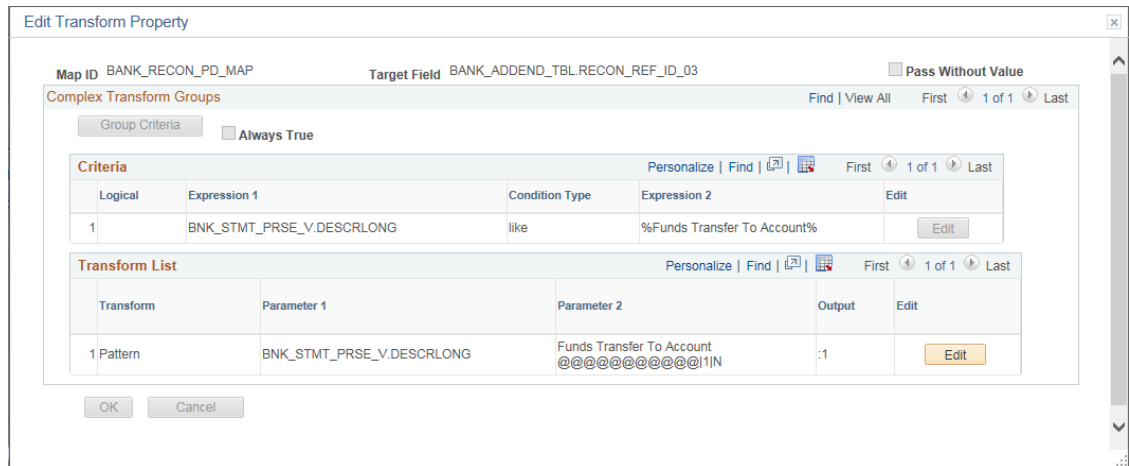 Edit Transform Property
Map ID BANK_RECON_PD_MAP Target Field BANK_ADDEND_TBL.RECON_REF_ID_03 Pass Without Value
Complex Transform Groups Find | View All First 1 of 1 Last
Group Criteria Always True
Criteria Personalize | Find | | First 1 of 1 Last
Logical Expression 1 Condition Type Expression 2 Edit
1 BNK_STMT_PRSE_V.DESCRLONG like %Funds Transfer To Account% Edit
Transform List Personalize | Find | | First 1 of 1 Last
Transform Parameter 1 Parameter 2 Output Edit
1 Pattern BNK_STMT_PRSE_V.DESCRLONG Funds Transfer To Account :1 Edit
@@@@@@@@@@@|1|N
OK Cancel